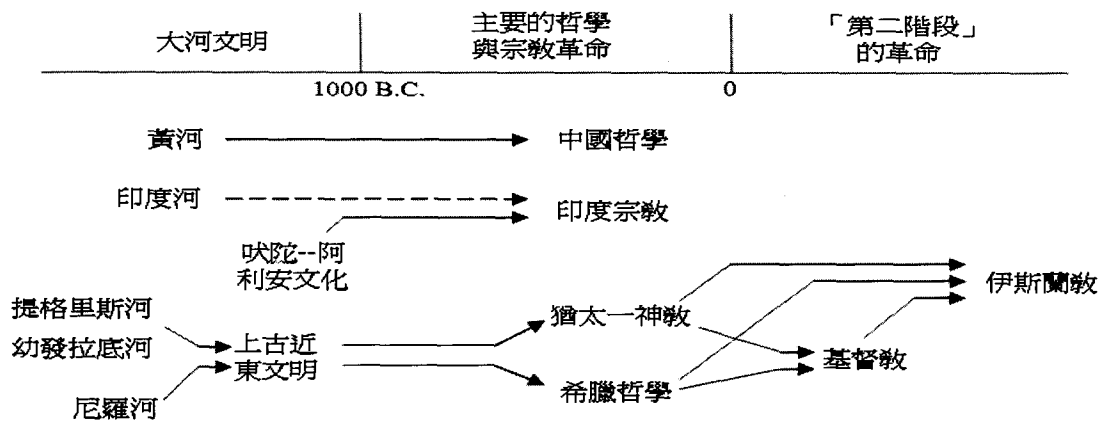 大河文明
主要的哲學
與宗教革命
「第二階段」
的革命
1000 B.C.
0
黃河
中國哲學
印度河
印度宗教
吠陀--阿
利安文化
伊斯蘭教
提格里斯河
猶太一神教
幼發拉底河
上古近
東文明
基督教
希臘哲學
尼羅河